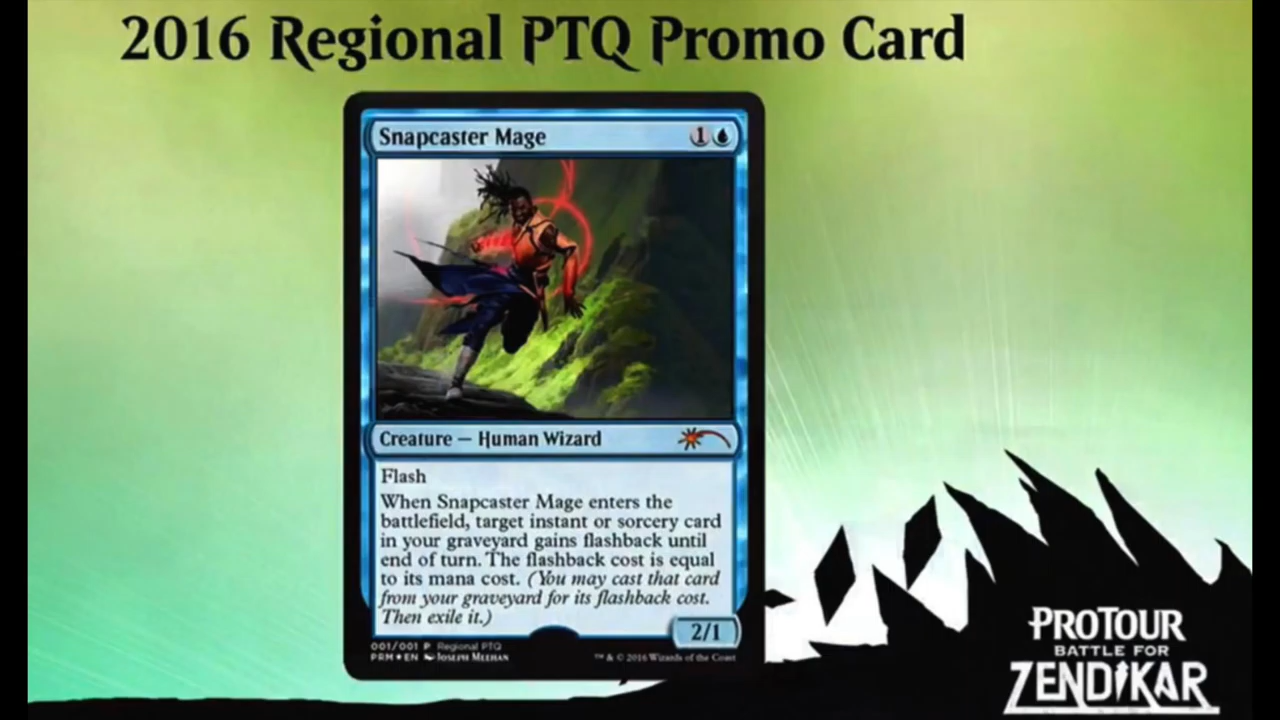 2016 Regional PTQ Promo Card
Snapcaster Mage 1
Creature — Human Wizard
Flash
When Snapcaster Mage enters the
battlefield, target instant or sorcery card
in your graveyard gains flashback until
end of turn. The flashback cost is equal
to its mana cost. (You may cast that card
from your graveyard for its flashback cost.
Then exile it.)
2/1
001/001 P Regional PTQ
PRM★EN Joseph Meehan
™ & © 2016 Wizards of the Coast
PROTOUR
BATTLE FOR
ZENDIKAR